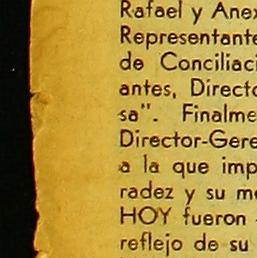 Rafael y Anex
Representante
de Conciliaci
antes, Directo
sa". Finalme
Director-Gere
a la que imp
radez y su me
HOY fueron
reflejo de su